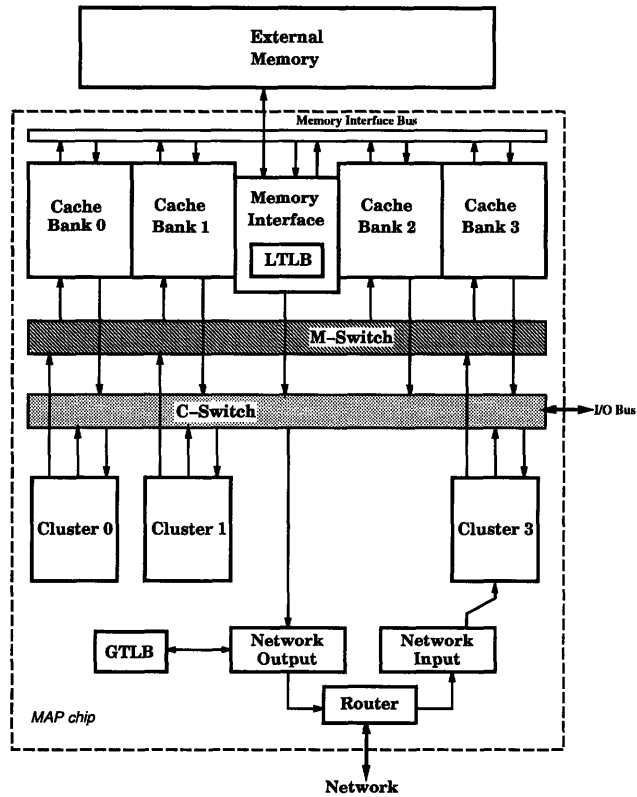 External
Memory
Memory Interface Bus
Cache
Bank 0
Cache
Bank 1
Memory
Interface
LTLB
Cache
Bank 2
Cache
Bank 3
M-Switch
C-Switch
I/O Bus
Cluster 0
Cluster 1
Cluster 3
GTLB
Network
Output
Network
Input
Router
MAP chip
Network